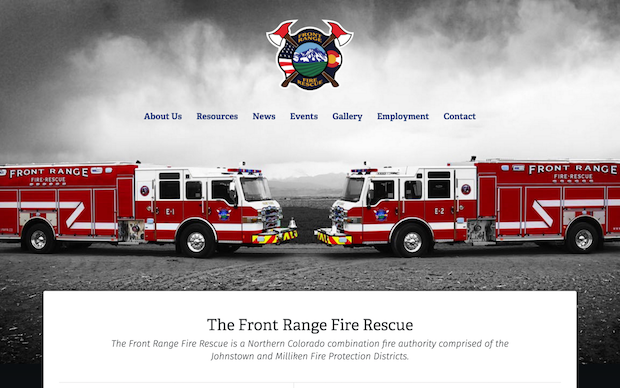 FRONT
RANGE
FIRE
RESCUE
About Us Resources News Events Gallery Employment Contact
FRONT RANGE
FIRE·RESCUE
E-1
FRONT RANGE
FIRE·RESCUE
E-2
The Front Range Fire Rescue
The Front Range Fire Rescue is a Northern Colorado combination fire authority comprised of the
Johnstown and Milliken Fire Protection Districts.